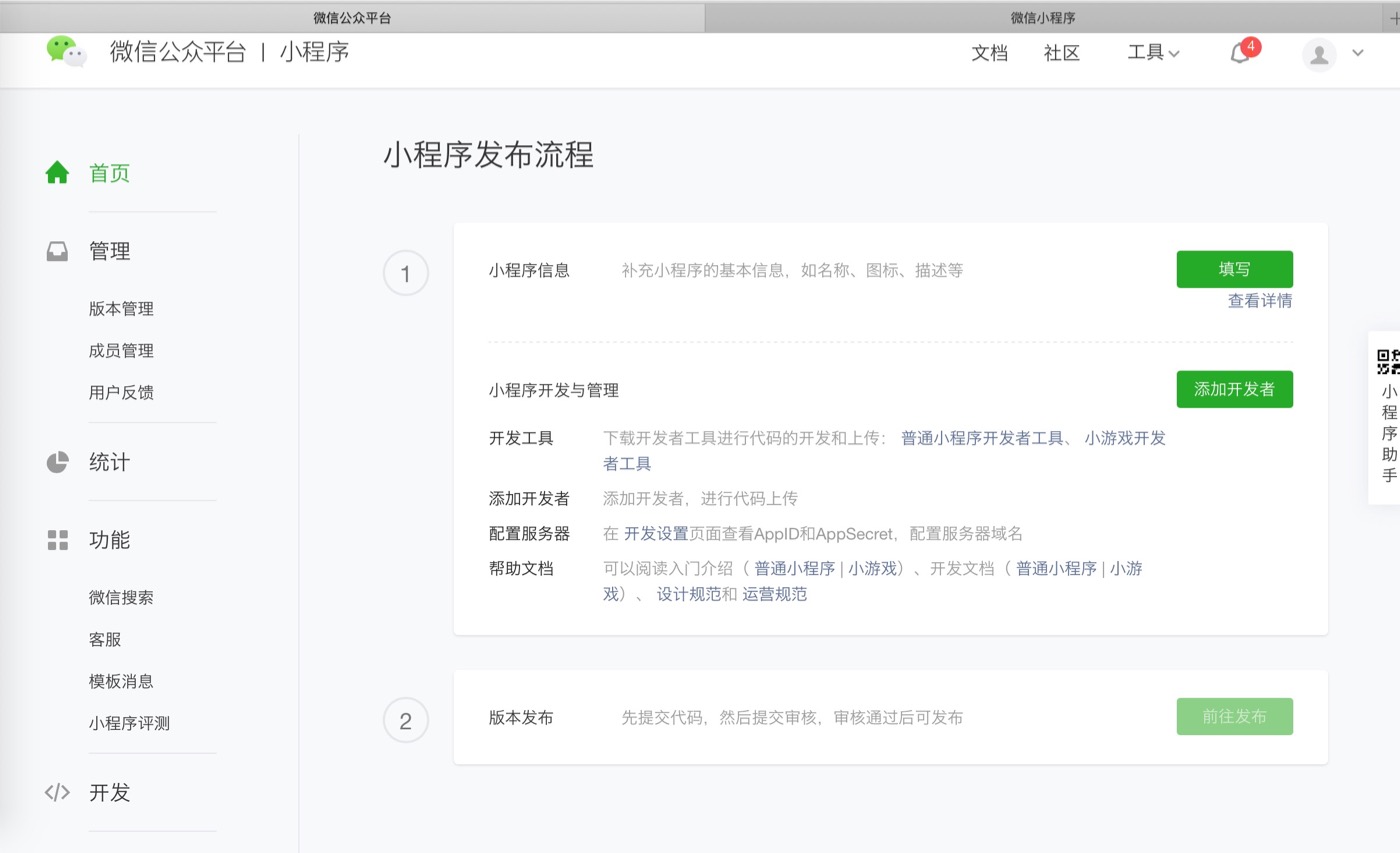 微信公众平台
微信小程序
微信公众平台 | 小程序
文档
社区
工具
4
首页
管理
版本管理
成员管理
用户反馈
统计
功能
微信搜索
客服
模板消息
小程序评测
开发
小程序发布流程
1
小程序信息
补充小程序的基本信息，如名称、图标、描述等
填写
查看详情
小程序开发与管理
添加开发者
开发工具
下载开发者工具进行代码的开发和上传： 普通小程序开发者工具、 小游戏开发
者工具
添加开发者
添加开发者，进行代码上传
配置服务器
在 开发设置页面查看AppID和AppSecret，配置服务器域名
帮助文档
可以阅读入门介绍（ 普通小程序 | 小游戏）、开发文档（ 普通小程序 | 小游
戏）、 设计规范和 运营规范
2
版本发布
先提交代码，然后提交审核，审核通过后可发布
前往发布
小
程
序
助
手